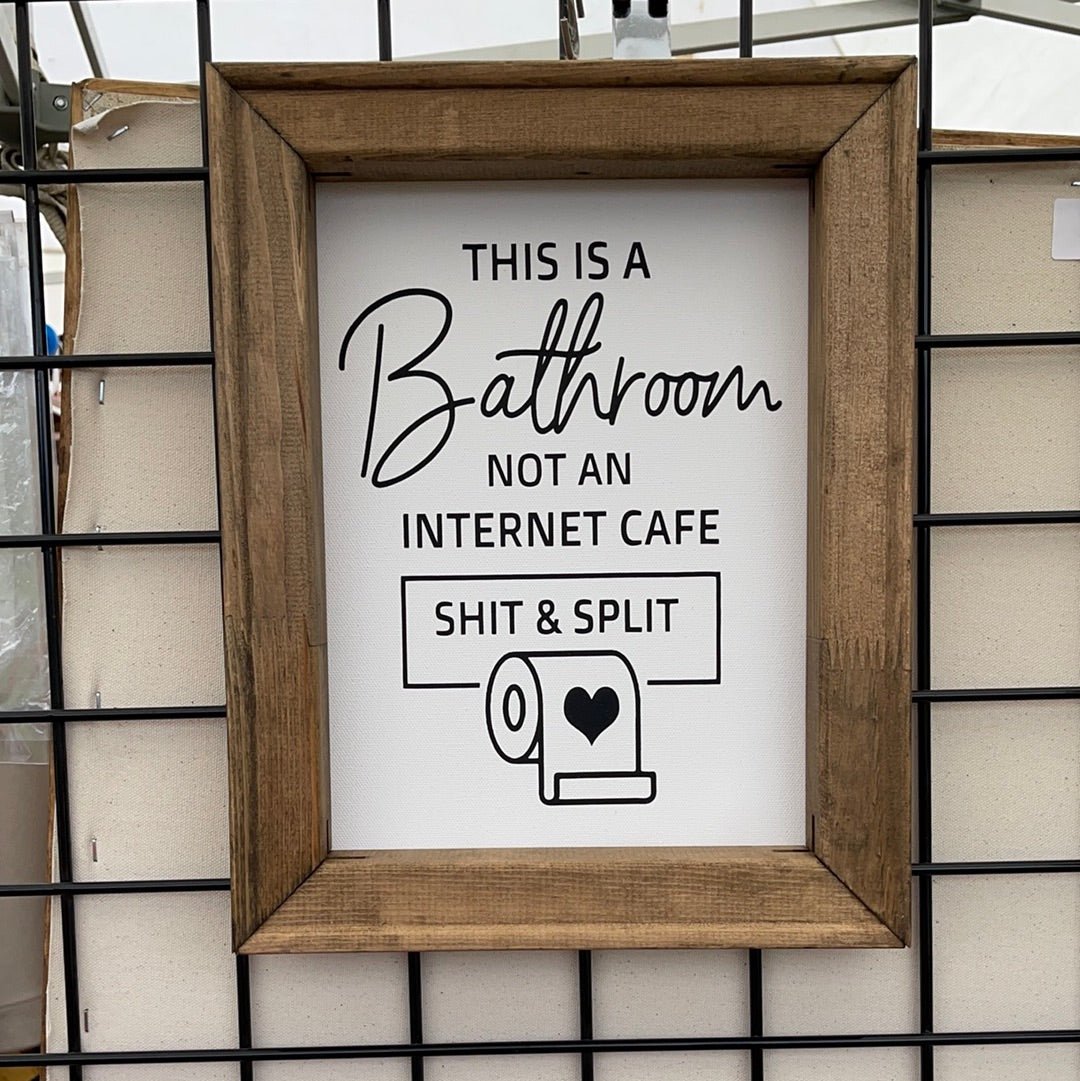 THIS IS A
Bathroom
NOT AN
INTERNET CAFE
SHIT & SPLIT